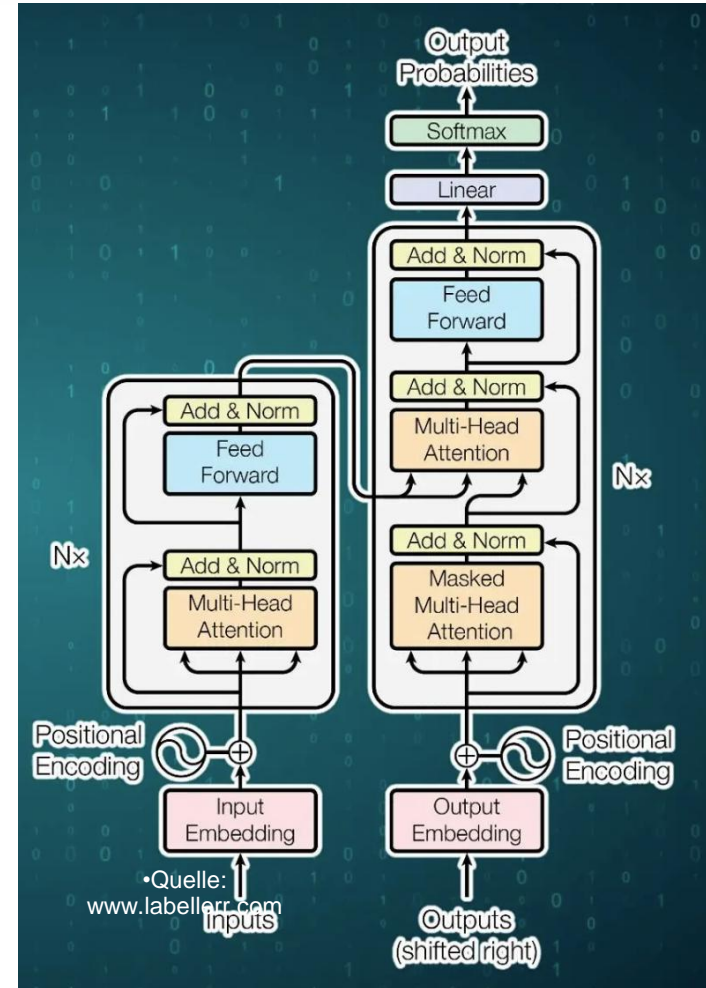 Output
Probabilities
Softmax
Linear
Add & Norm
Feed
Forward
Add & Norm
Multi-Head
Attention
Nx
Add & Norm
Masked
Multi-Head
Attention
Add & Norm
Feed
Forward
Nx
Add & Norm
Multi-Head
Attention
Positional
Encoding
Positional
Encoding
Input
Embedding
Output
Embedding
•Quelle:
www.labellerr.com
Inputs
Outputs
(shifted right)